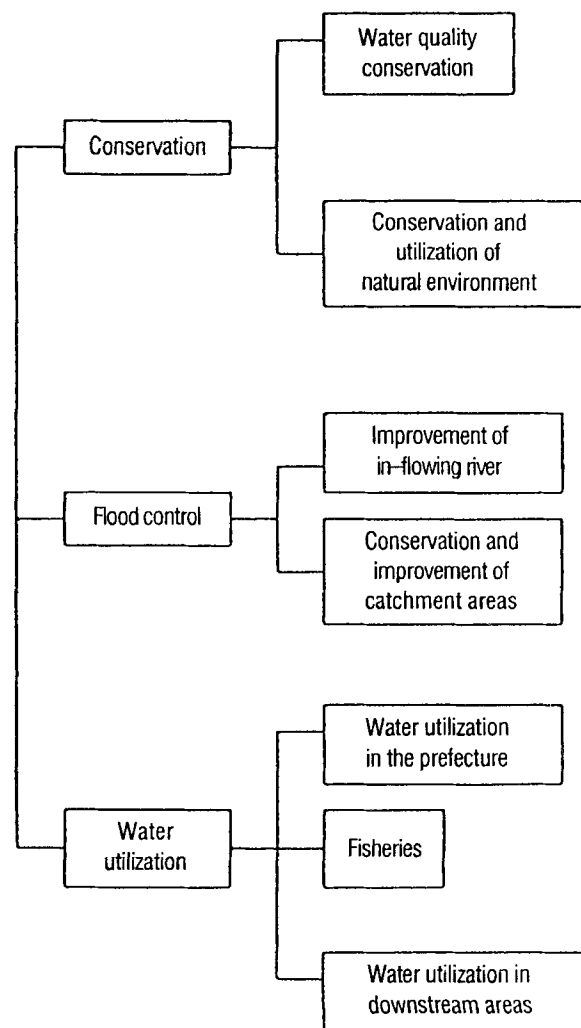 Water quality
conservation
Conservation
Conservation and
utilization of
natural environment
Improvement of
in-flowing river
Flood control
Conservation and
improvement of
catchment areas
Water utilization
in the prefecture
Water
utilization
Fisheries
Water utilization in
downstream areas